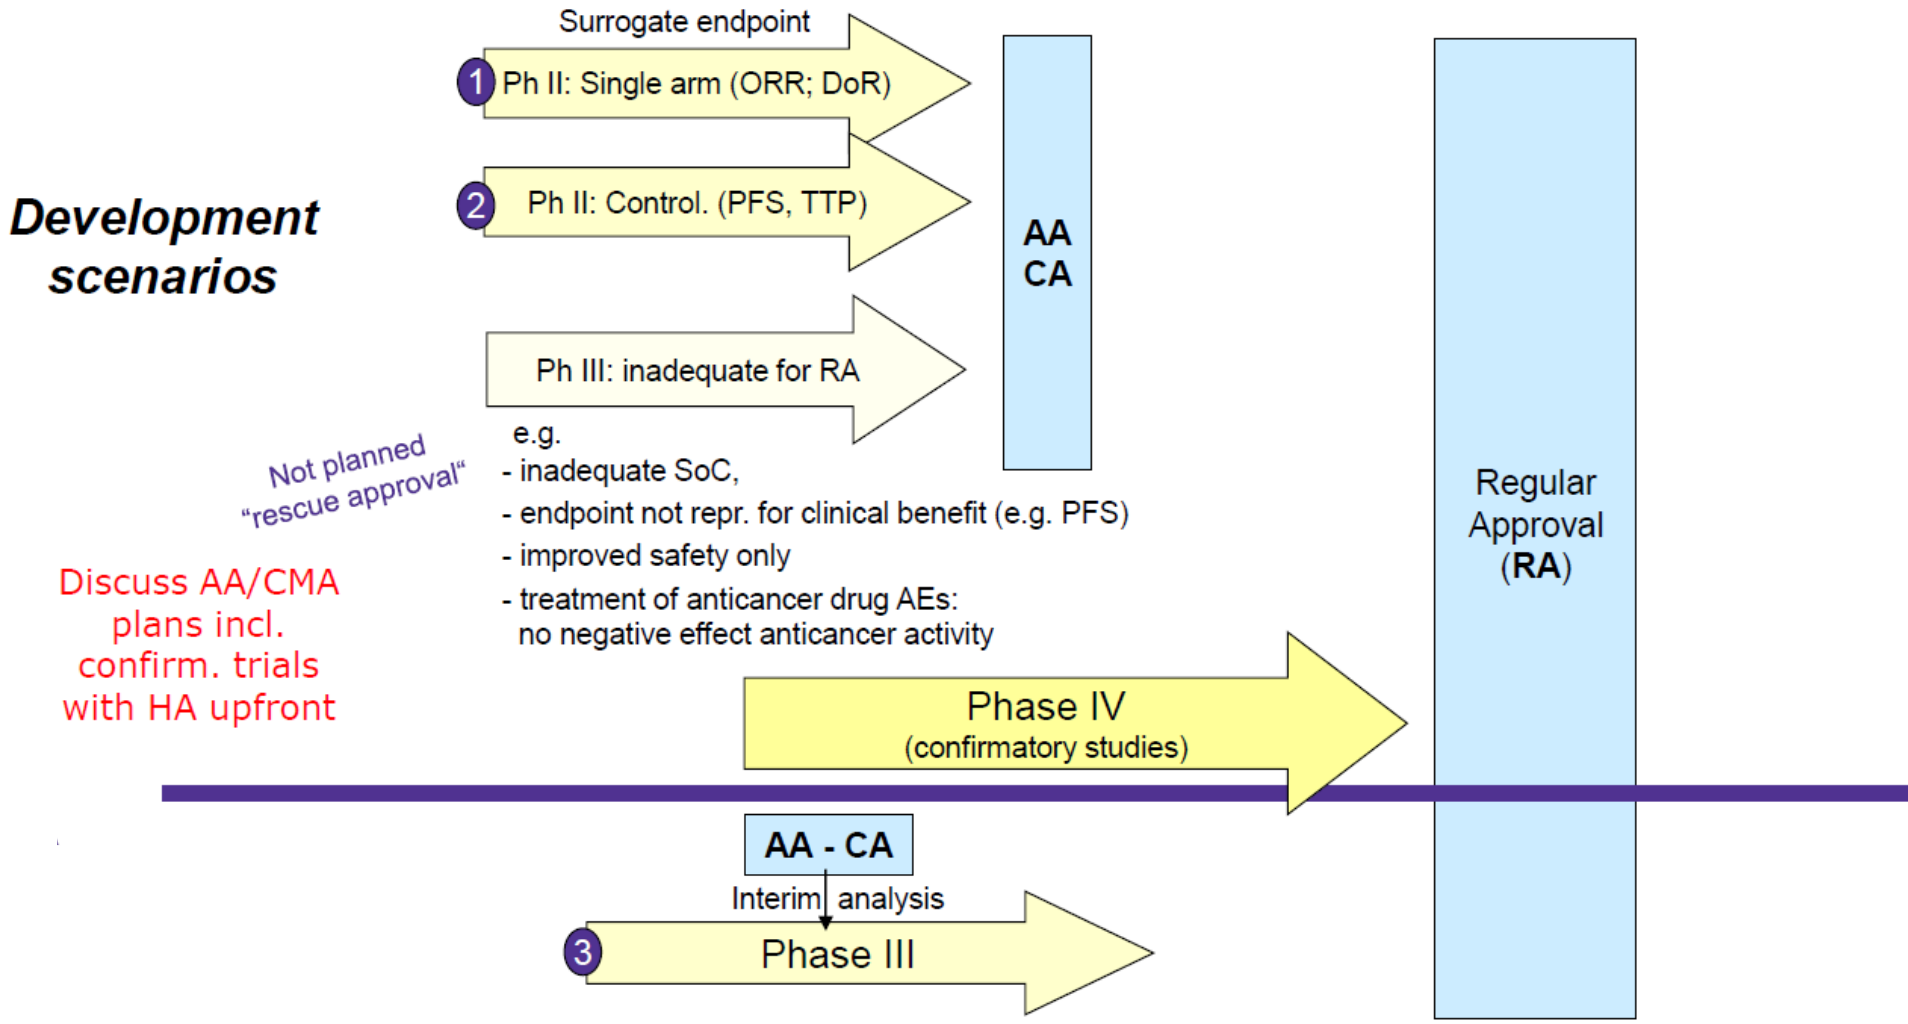 Surrogate endpoint
1 Ph II: Single arm (ORR; DoR)
2 Ph II: Control. (PFS, TTP)
Development
scenarios
AA
CA
Ph III: inadequate for RA
e.g.
- inadequate SoC,
- endpoint not repr. for clinical benefit (e.g. PFS)
- improved safety only
- treatment of anticancer drug AEs:
no negative effect anticancer activity
Not planned
“rescue approval“
Discuss AA/CMA
plans incl.
confirm. trials
with HA upfront
Regular
Approval
(RA)
Phase IV
(confirmatory studies)
AA - CA
Interim analysis
3 Phase III